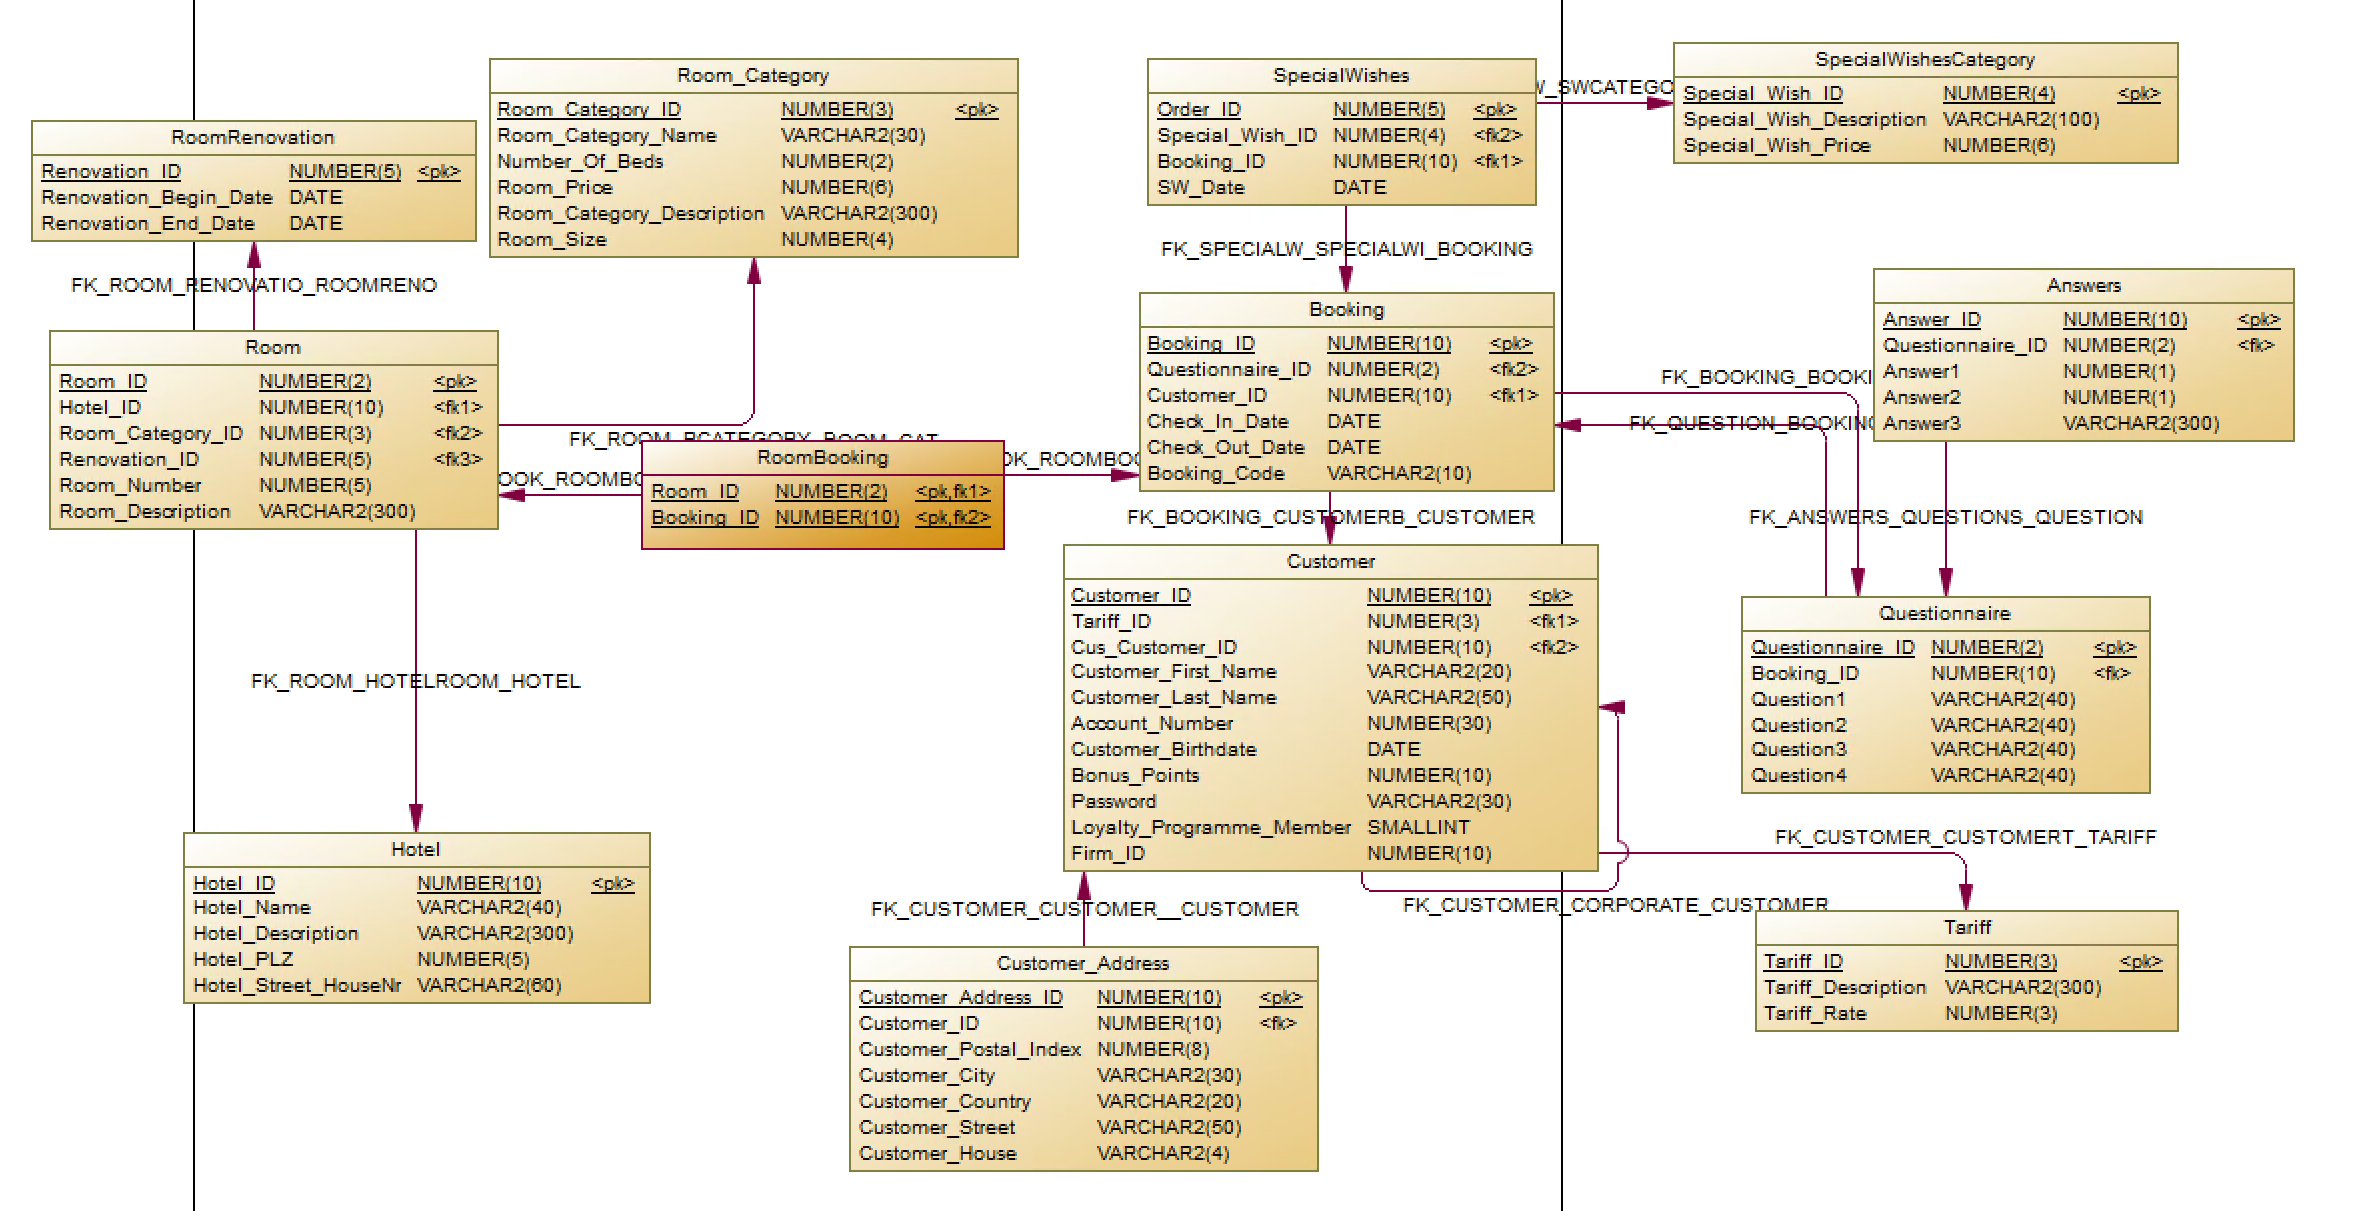 Room_Category
Room_Category_ID NUMBER(3) <pk>
Room_Category_Name VARCHAR2(30)
Number_Of_Beds NUMBER(2)
Room_Price NUMBER(6)
Room_Category_Description VARCHAR2(300)
Room_Size NUMBER(4)
SpecialWishes
Order_ID NUMBER(5) <pk>
Special_Wish_ID NUMBER(4) <fk2>
Booking_ID NUMBER(10) <fk1>
SW_Date DATE
W_SWCATEGO
SpecialWishesCategory
Special_Wish_ID NUMBER(4) <pk>
Special_Wish_Description VARCHAR2(100)
Special_Wish_Price NUMBER(6)
RoomRenovation
Renovation_ID NUMBER(5) <pk>
Renovation_Begin_Date DATE
Renovation_End_Date DATE
FK_ROOM_RENOVATIO_ROOMRENO
FK_SPECIALW_SPECIALWI_BOOKING
Room
Room_ID NUMBER(2) <pk>
Hotel_ID NUMBER(10) <fk1>
Room_Category_ID NUMBER(3) <fk2>
Renovation_ID NUMBER(5) <fk3>
Room_Number NUMBER(5)
Room_Description VARCHAR2(300)
FK_ROOM_RCATEGORY_ROOM_CAT
OOK_ROOMBO
RoomBooking
Room_ID NUMBER(2) <pk,fk1>
Booking_ID NUMBER(10) <pk,fk2>
OK_ROOMBOO
Booking
Booking_ID NUMBER(10) <pk>
Questionnaire_ID NUMBER(2) <fk2>
Customer_ID NUMBER(10) <fk1>
Check_In_Date DATE
Check_Out_Date DATE
Booking_Code VARCHAR2(10)
FK_BOOKING_BOOKI
FK_QUESTION_BOOKING
Answers
Answer_ID NUMBER(10) <pk>
Questionnaire_ID NUMBER(2) <fk>
Answer1 NUMBER(1)
Answer2 NUMBER(1)
Answer3 VARCHAR2(300)
FK_BOOKING_CUSTOMERB_CUSTOMER
FK_ANSWERS_QUESTIONS_QUESTION
Customer
Customer_ID NUMBER(10) <pk>
Tariff_ID NUMBER(3) <fk1>
Cus_Customer_ID NUMBER(10) <fk2>
Customer_First_Name VARCHAR2(20)
Customer_Last_Name VARCHAR2(50)
Account_Number NUMBER(30)
Customer_Birthdate DATE
Bonus_Points NUMBER(10)
Password VARCHAR2(30)
Loyalty_Programme_Member SMALLINT
Firm_ID NUMBER(10)
Questionnaire
Questionnaire_ID NUMBER(2) <pk>
Booking_ID NUMBER(10) <fk>
Question1 VARCHAR2(40)
Question2 VARCHAR2(40)
Question3 VARCHAR2(40)
Question4 VARCHAR2(40)
FK_ROOM_HOTELROOM_HOTEL
Hotel
Hotel_ID NUMBER(10) <pk>
Hotel_Name VARCHAR2(40)
Hotel_Description VARCHAR2(300)
Hotel_PLZ NUMBER(5)
Hotel_Street_HouseNr VARCHAR2(60)
FK_CUSTOMER_CUSTOMERT_TARIFF
FK_CUSTOMER_CUSTOMER__CUSTOMER
FK_CUSTOMER_CORPORATE_CUSTOMER
Customer_Address
Customer_Address_ID NUMBER(10) <pk>
Customer_ID NUMBER(10) <fk>
Customer_Postal_Index NUMBER(8)
Customer_City VARCHAR2(30)
Customer_Country VARCHAR2(20)
Customer_Street VARCHAR2(50)
Customer_House VARCHAR2(4)
Tariff
Tariff_ID NUMBER(3) <pk>
Tariff_Description VARCHAR2(300)
Tariff_Rate NUMBER(3)